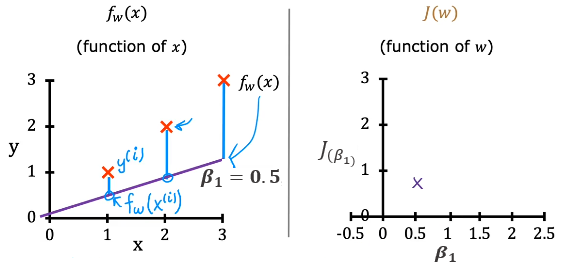 f_w(x)
(function of x)
3
2
1
0
y
0
1
2
3
x
y^(i)
f_w(x^(i))
f_w(x)
β₁ = 0.5
J(w)
(function of w)
3
2
1
0
J(β₁)
-0.5
0
0.5
1
1.5
2
2.5
β₁